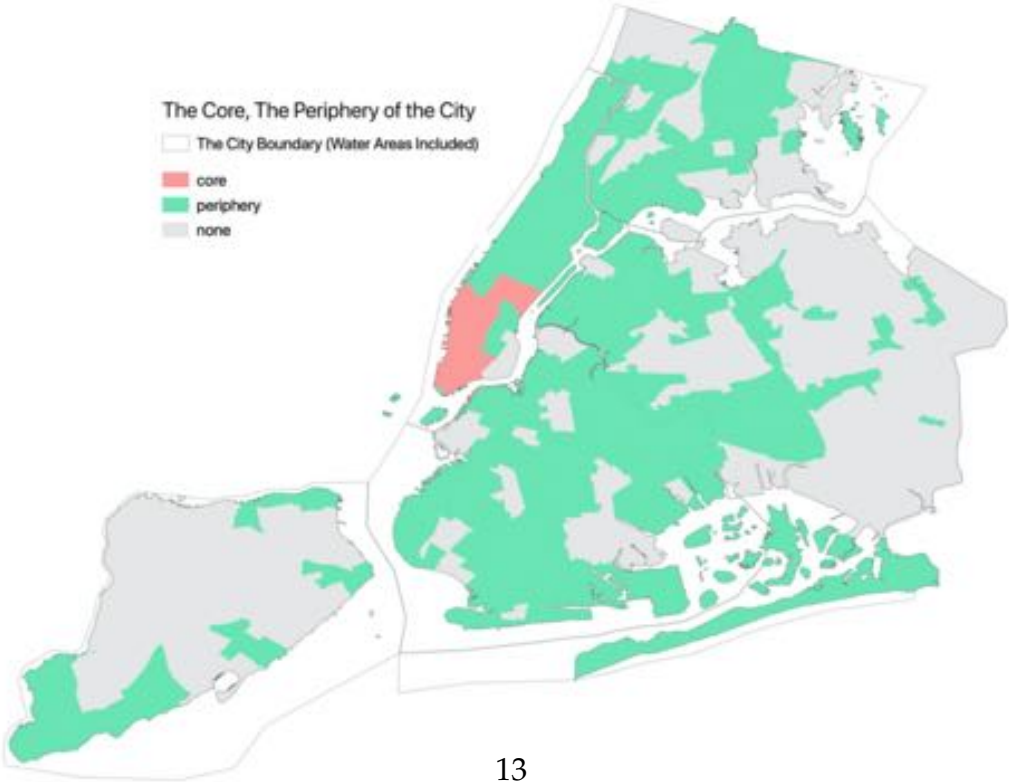 The Core, The Periphery of the City
The City Boundary (Water Areas Included)
core
periphery
none
13